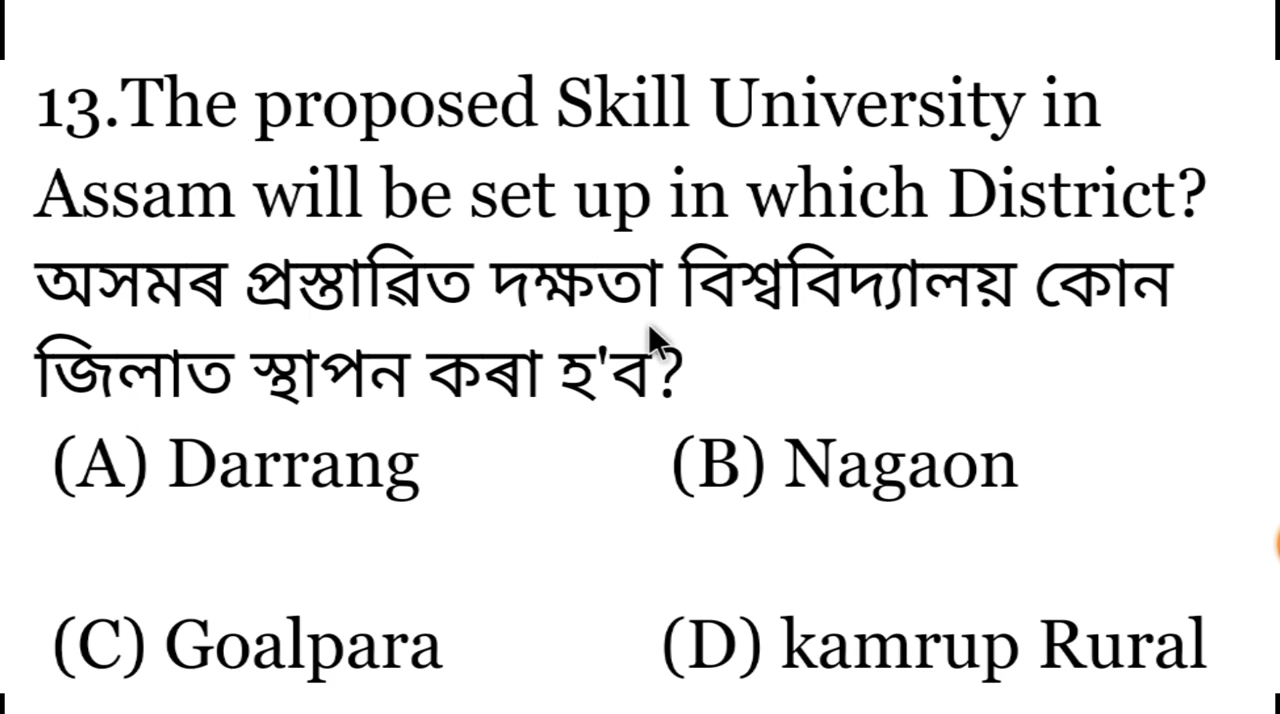 13.The proposed Skill University in
Assam will be set up in which District?
অসমৰ প্ৰস্তাৱিত দক্ষতা বিশ্ববিদ্যালয় কোন
জিলাত স্থাপন কৰা হ'ব?
(A) Darrang (B) Nagaon
(C) Goalpara (D) kamrup Rural